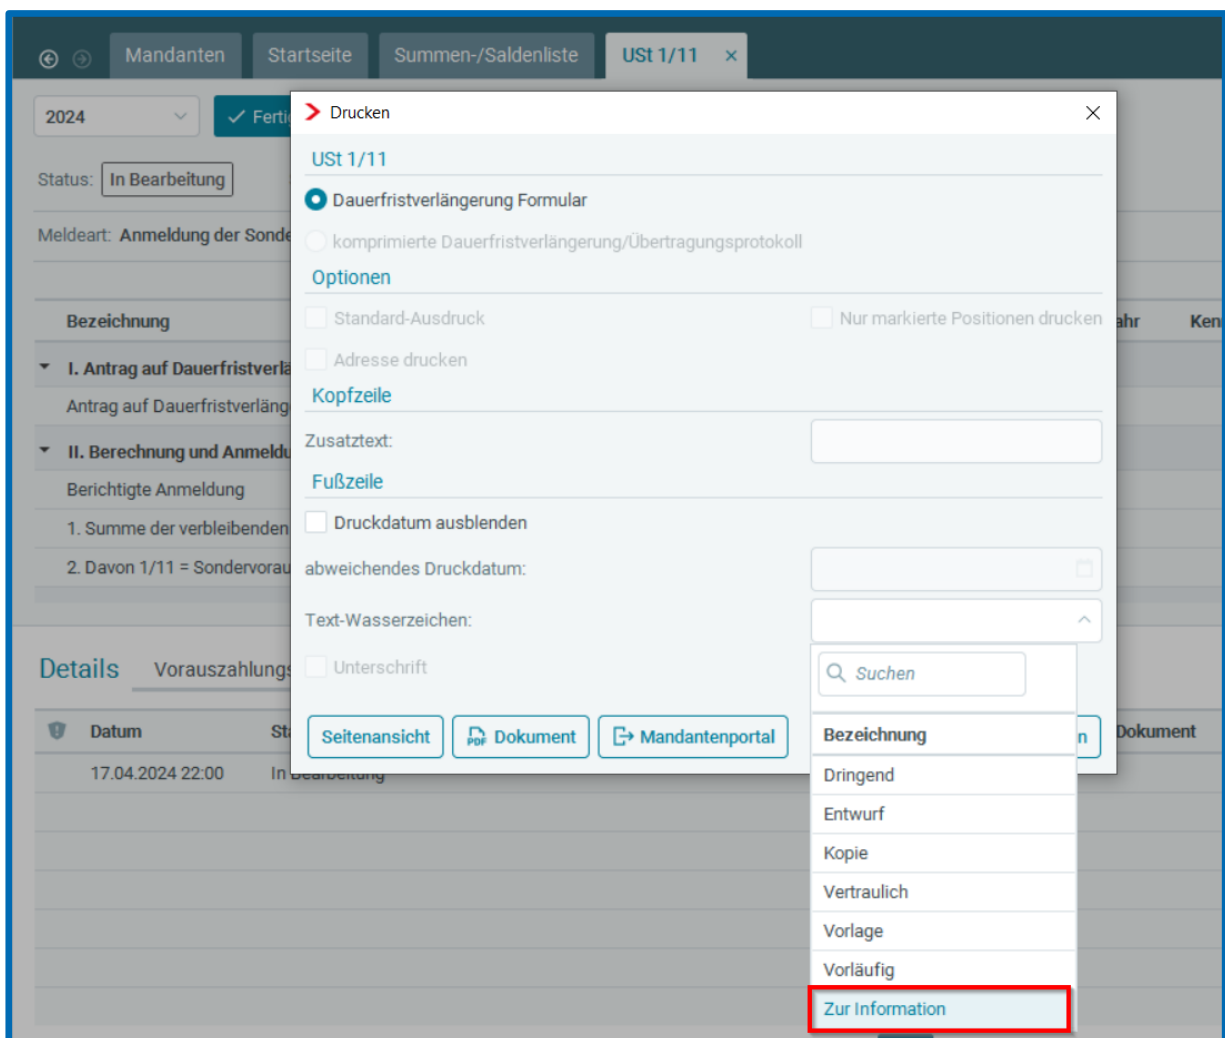 Mandanten Startseite Summen-/Saldenliste USt 1/11
2024 Ferti
Drucken
USt 1/11
Status: In Bearbeitung
Dauerfristverlängerung Formular
Meldeart: Anmeldung der Sonde
komprimierte Dauerfristverlängerung/Übertragungsprotokoll
Optionen
Bezeichnung
Standard-Ausdruck Nur markierte Positionen drucken
ahr Ken
I. Antrag auf Dauerfristverlä
Adresse drucken
Antrag auf Dauerfristverläng
Kopfzeile
Zusatztext:
II. Berechnung und Anmeldu
Fußzeile
Berichtigte Anmeldung
Druckdatum ausblenden
1. Summe der verbleibenden
2. Davon 1/11 = Sondervorau
abweichendes Druckdatum:
Text-Wasserzeichen:
Details Vorauszahlungs
Unterschrift
Suchen
Datum Sta
Seitenansicht Dokument Mandantenportal n
Bezeichnung
Dokument
17.04.2024 22:00 In Bearbeitung
Dringend
Entwurf
Kopie
Vertraulich
Vorlage
Vorläufig
Zur Information